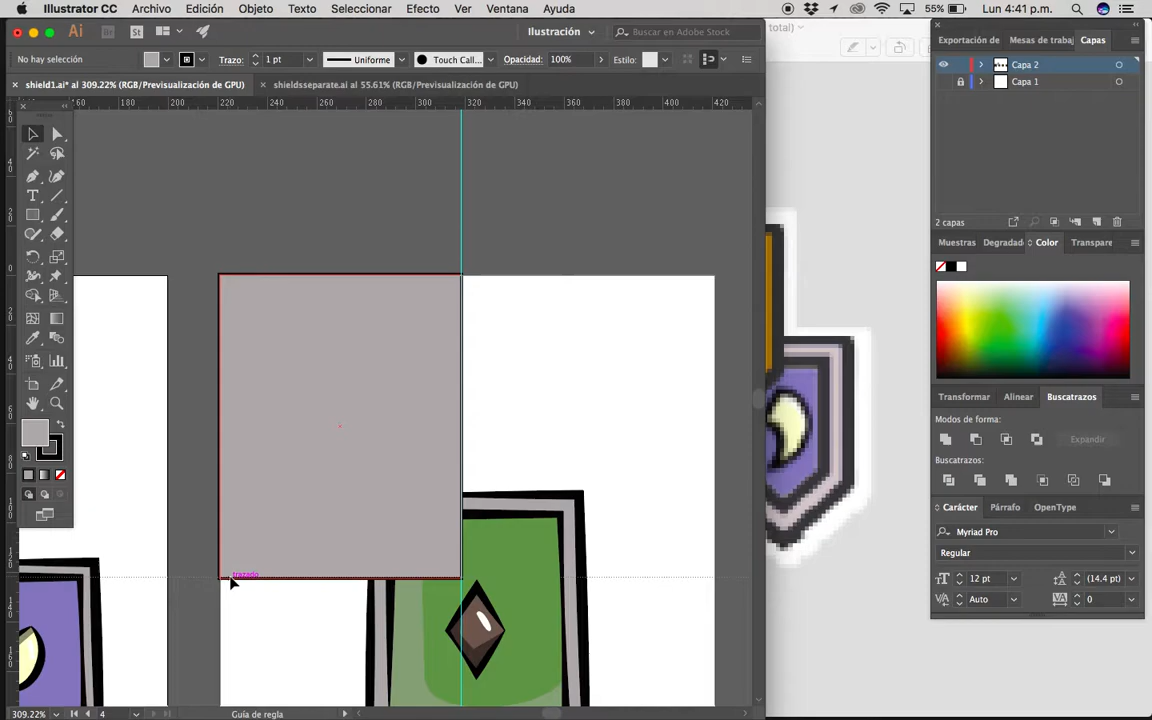 Illustrator CC Archivo Edición Objeto Texto Seleccionar Efecto Ver Ventana Ayuda 55% Lun 4:41 p.m.
Ai Br St Ilustración Buscar en Adobe Stock
total)
No hay selección Trazo: 1 pt Uniforme Touch Call... Opacidad: 100% Estilo:
× shield1.ai* al 309.22% (RGB/Previsualización de GPU) × shieldsseparate.ai al 55.61% (RGB/Previsualización de GPU)
160 180 200 220 240 260 280 300 320 340 360 380 400 420
Exportación de Mesas de trabaj Capas
Capa 2
Capa 1
2 capas
Muestras Degradado Color Transpare
Transformar Alinear Buscatrazos
Modos de forma:
Expandir
Buscatrazos:
Carácter Párrafo OpenType
Myriad Pro
Regular
12 pt (14.4 pt)
Auto 0
trazado
309.22% 4 Guía de regla